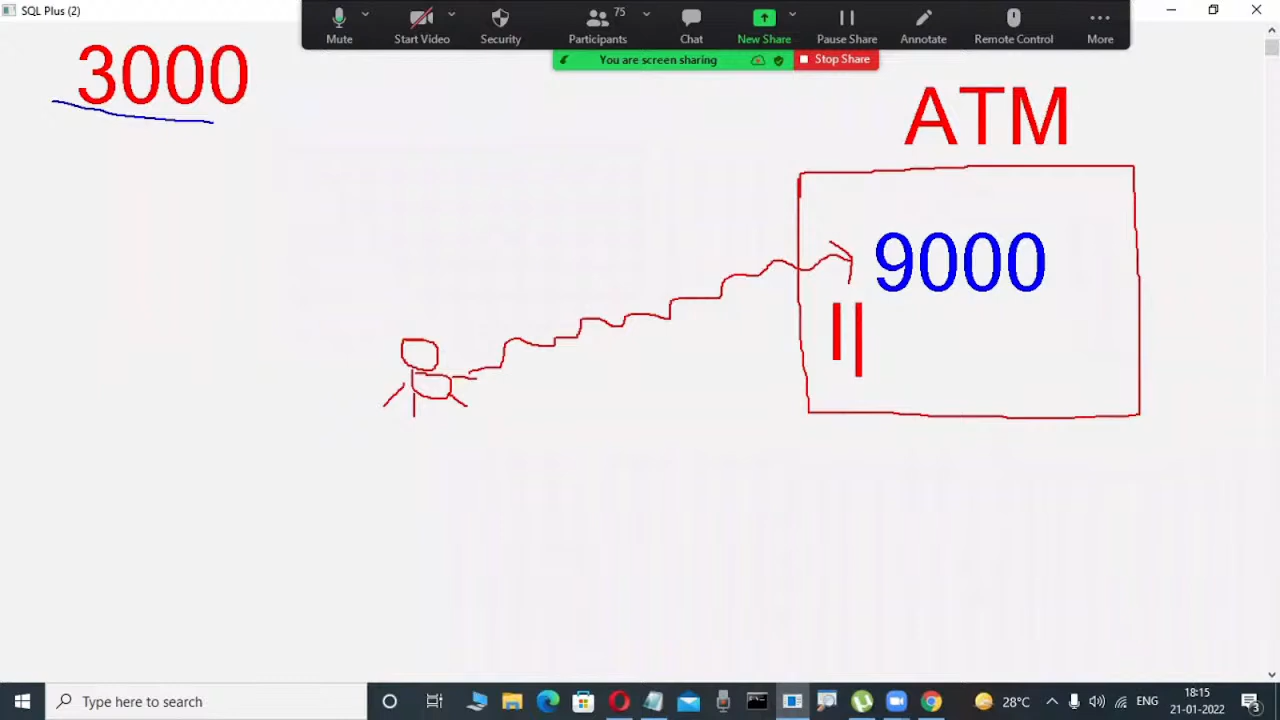 SQL Plus (2)
Mute
Start Video
Security
75
Participants
Chat
New Share
Pause Share
Annotate
Remote Control
More
You are screen sharing
Stop Share
3000
ATM
9000
Type here to search
28°C
ENG
18:15
21-01-2022
3